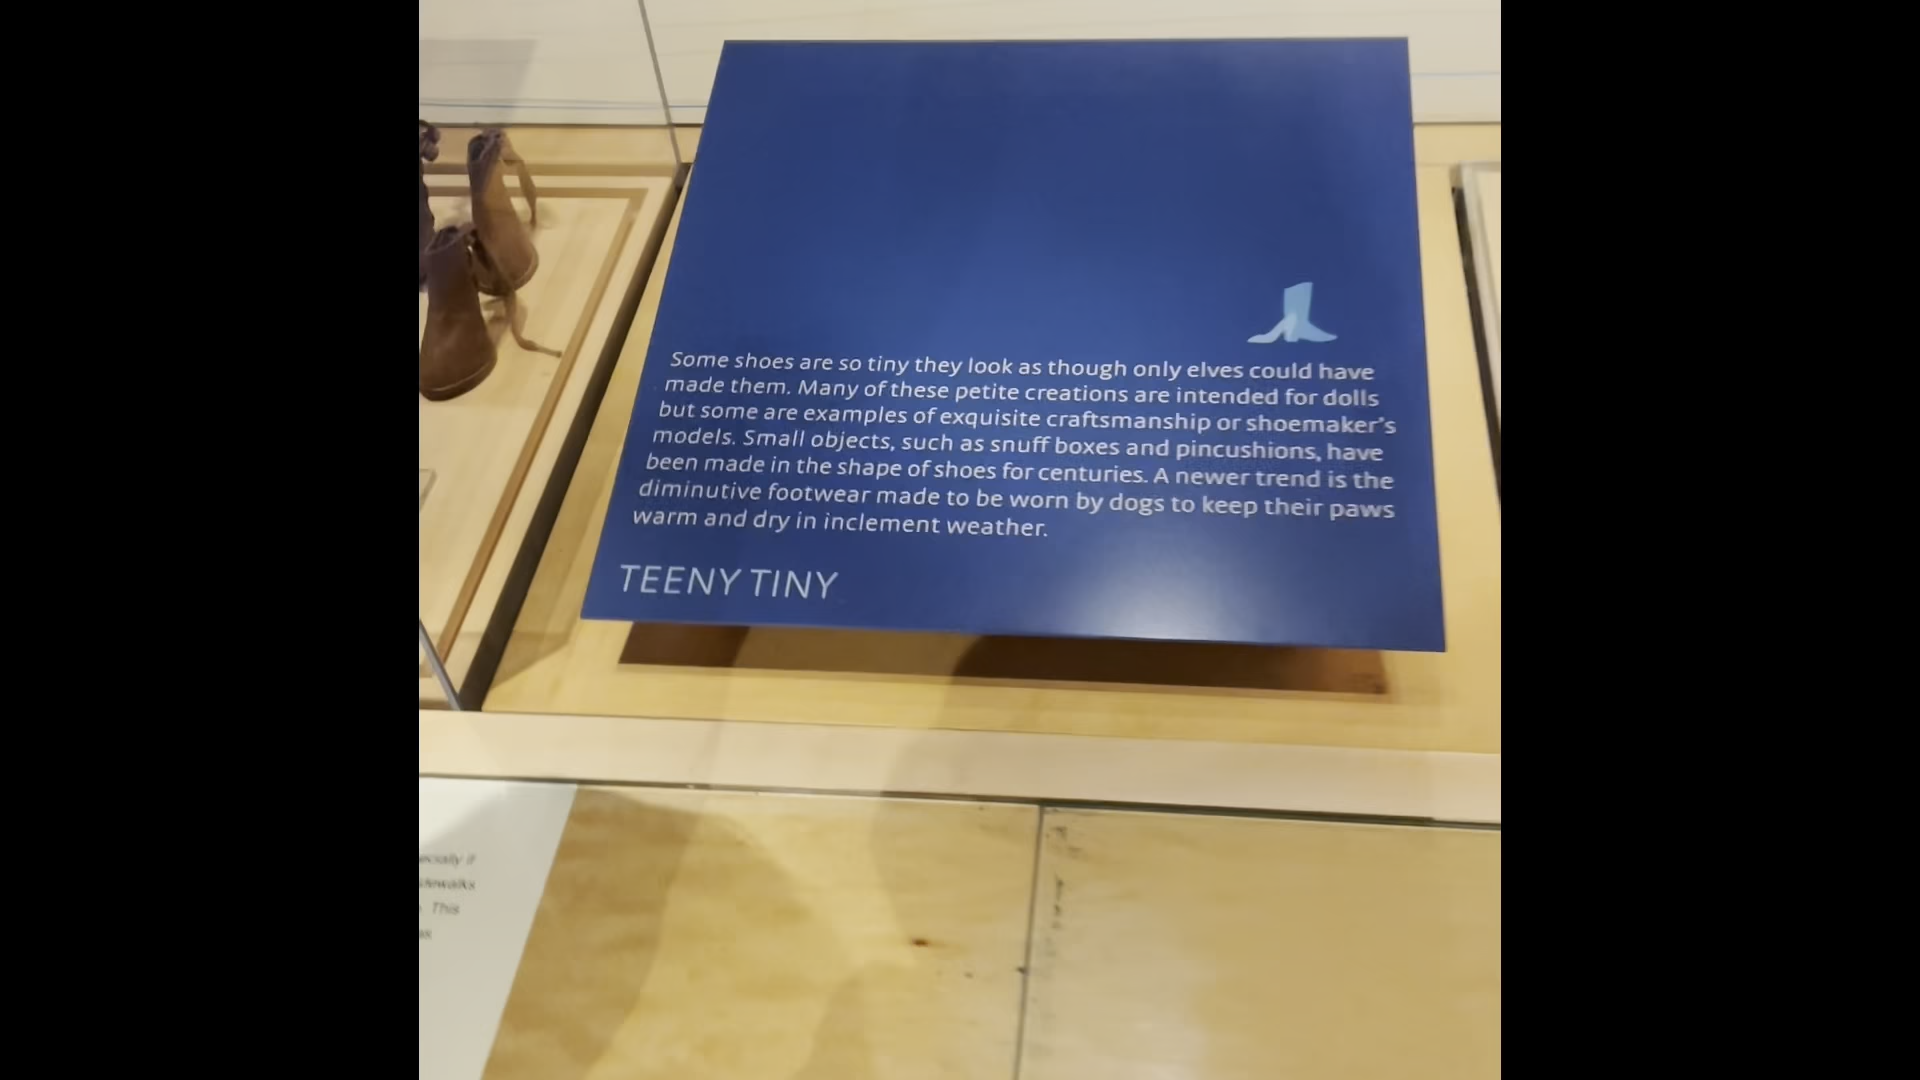 Some shoes are so tiny they look as though only elves could have
made them. Many of these petite creations are intended for dolls
but some are examples of exquisite craftsmanship or shoemaker's
models. Small objects, such as snuff boxes and pincushions, have
been made in the shape of shoes for centuries. A newer trend is the
diminutive footwear made to be worn by dogs to keep their paws
warm and dry in inclement weather.
TEENY TINY
if
This